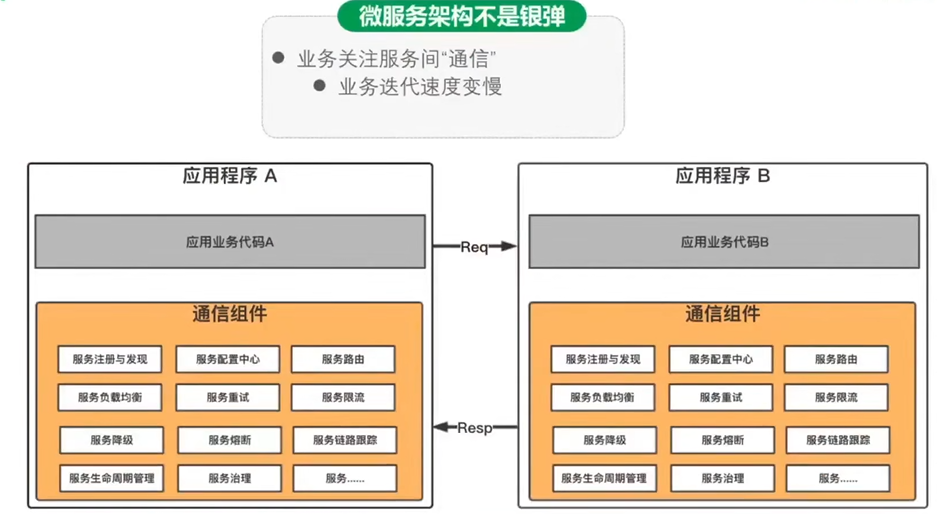 微服务架构不是银弹
业务关注服务间“通信”
业务迭代速度变慢
应用程序 A
应用业务代码A
通信组件
服务注册与发现
服务配置中心
服务路由
服务负载均衡
服务重试
服务限流
服务降级
服务熔断
服务链路跟踪
服务生命周期管理
服务治理
服务......
Req
Resp
应用程序 B
应用业务代码B
通信组件
服务注册与发现
服务配置中心
服务路由
服务负载均衡
服务重试
服务限流
服务降级
服务熔断
服务链路跟踪
服务生命周期管理
服务治理
服务......